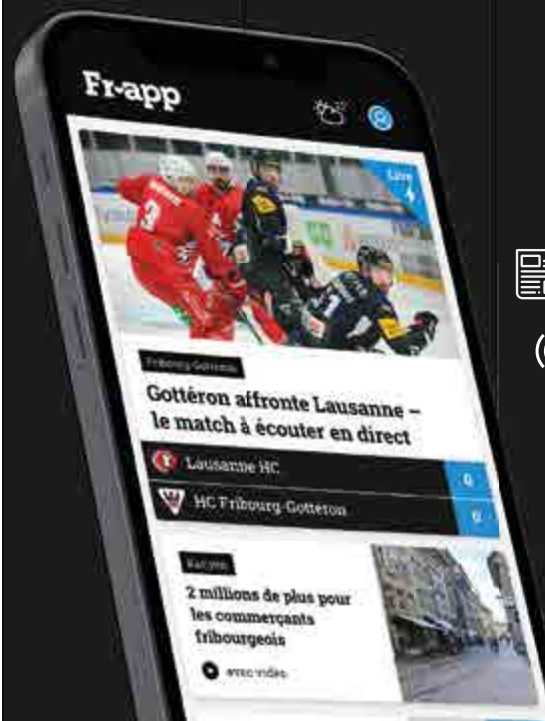 Fr-app
Live
3
Fribourg-Gottéron
Gottéron affronte Lausanne –
le match à écouter en direct
Lausanne HC
0
HC Fribourg-Gottéron
0
2 millions de plus pour
les commerçants
fribourgeois
avec vidéo